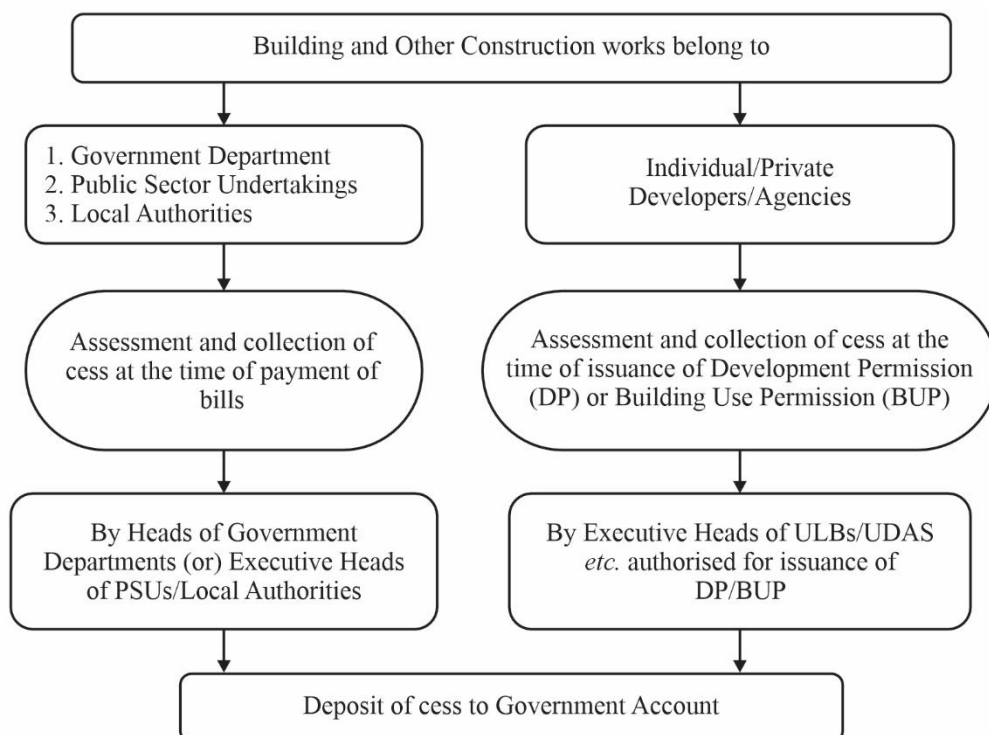 Building and Other Construction works belong to
1. Government Department
2. Public Sector Undertakings
3. Local Authorities
Individual/Private
Developers/Agencies
Assessment and collection of
cess at the time of payment of
bills
Assessment and collection of cess at the
time of issuance of Development Permission
(DP) or Building Use Permission (BUP)
By Heads of Government
Departments (or) Executive Heads
of PSUs/Local Authorities
By Executive Heads of ULBs/UDAS
etc. authorised for issuance of
DP/BUP
Deposit of cess to Government Account